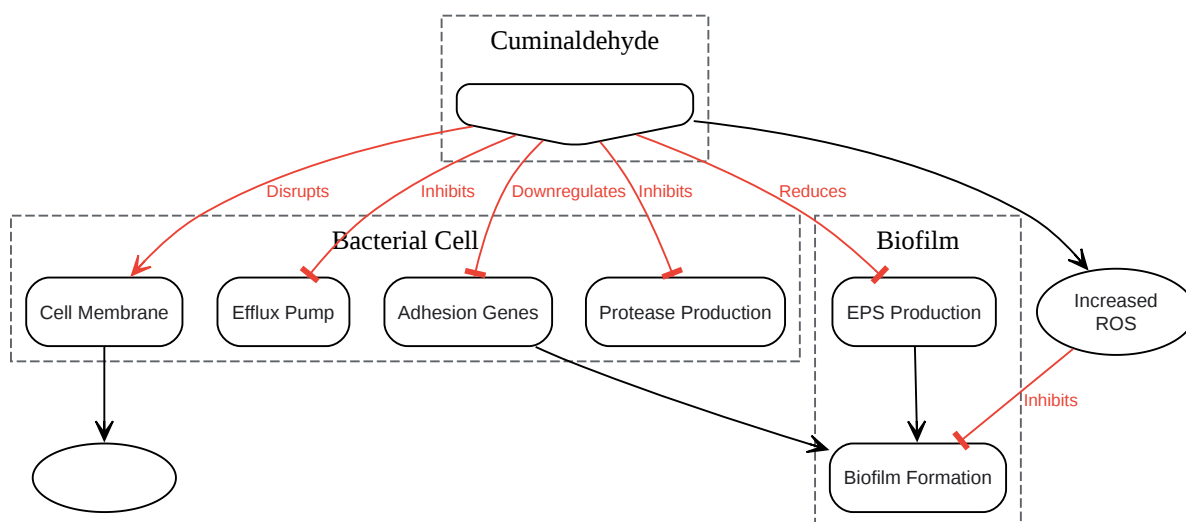 Cuminaldehyde
Disrupts
Inhibits
Downregulates
Inhibits
Reduces
Bacterial Cell
Biofilm
Cell Membrane
Efflux Pump
Adhesion Genes
Protease Production
EPS Production
Increased
ROS
Inhibits
Biofilm Formation